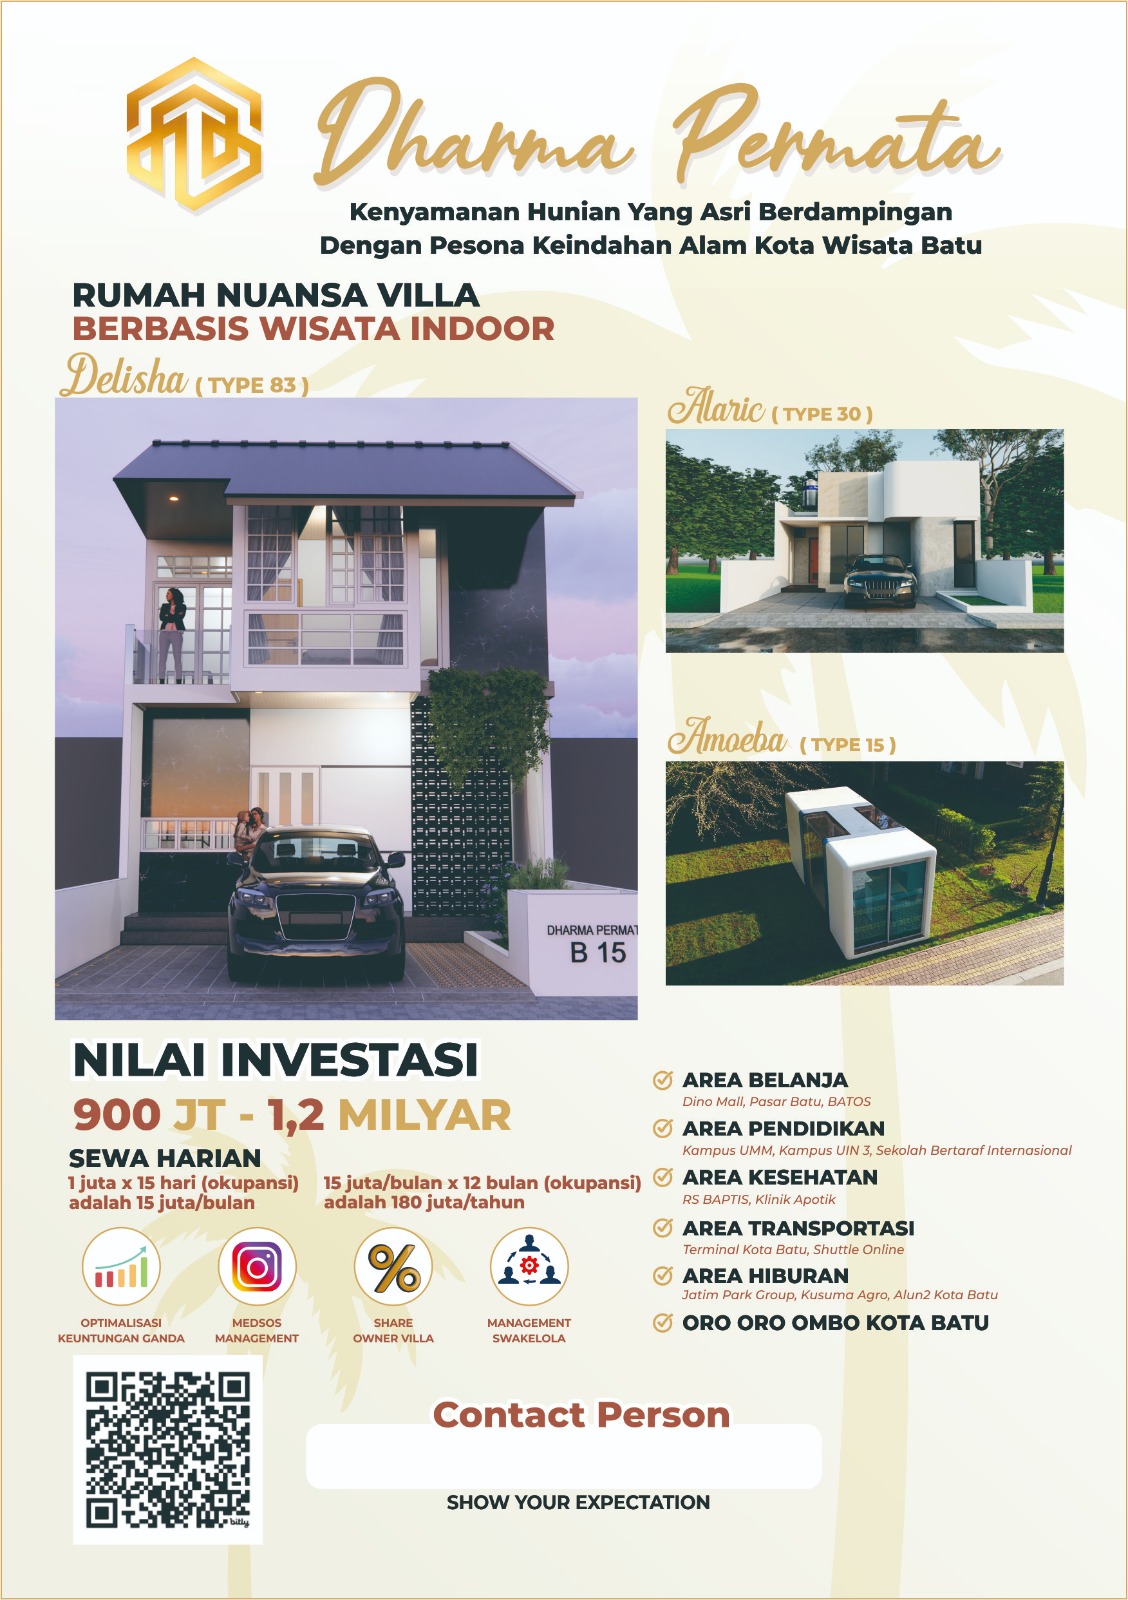 Dharma Permata
Kenyamanan Hunian Yang Asri Berdampingan
Dengan Pesona Keindahan Alam Kota Wisata Batu
RUMAH NUANSA VILLA
BERBASIS WISATA INDOOR
Delisha ( TYPE 83 )
DHARMA PERMAT
B 15
Alaric ( TYPE 30 )
Amoeba ( TYPE 15 )
NILAI INVESTASI
900 JT - 1,2 MILYAR
SEWA HARIAN
1 juta x 15 hari (okupansi)
adalah 15 juta/bulan
15 juta/bulan x 12 bulan (okupansi)
adalah 180 juta/tahun
OPTIMALISASI
KEUNTUNGAN GANDA
MEDSOS
MANAGEMENT
SHARE
OWNER VILLA
MANAGEMENT
SWAKELOLA
AREA BELANJA
Dino Mall, Pasar Batu, BATOS
AREA PENDIDIKAN
Kampus UMM, Kampus UIN 3, Sekolah Bertaraf Internasional
AREA KESEHATAN
RS BAPTIS, Klinik Apotik
AREA TRANSPORTASI
Terminal Kota Batu, Shuttle Online
AREA HIBURAN
Jatim Park Group, Kusuma Agro, Alun2 Kota Batu
ORO ORO OMBO KOTA BATU
bitly
Contact Person
SHOW YOUR EXPECTATION